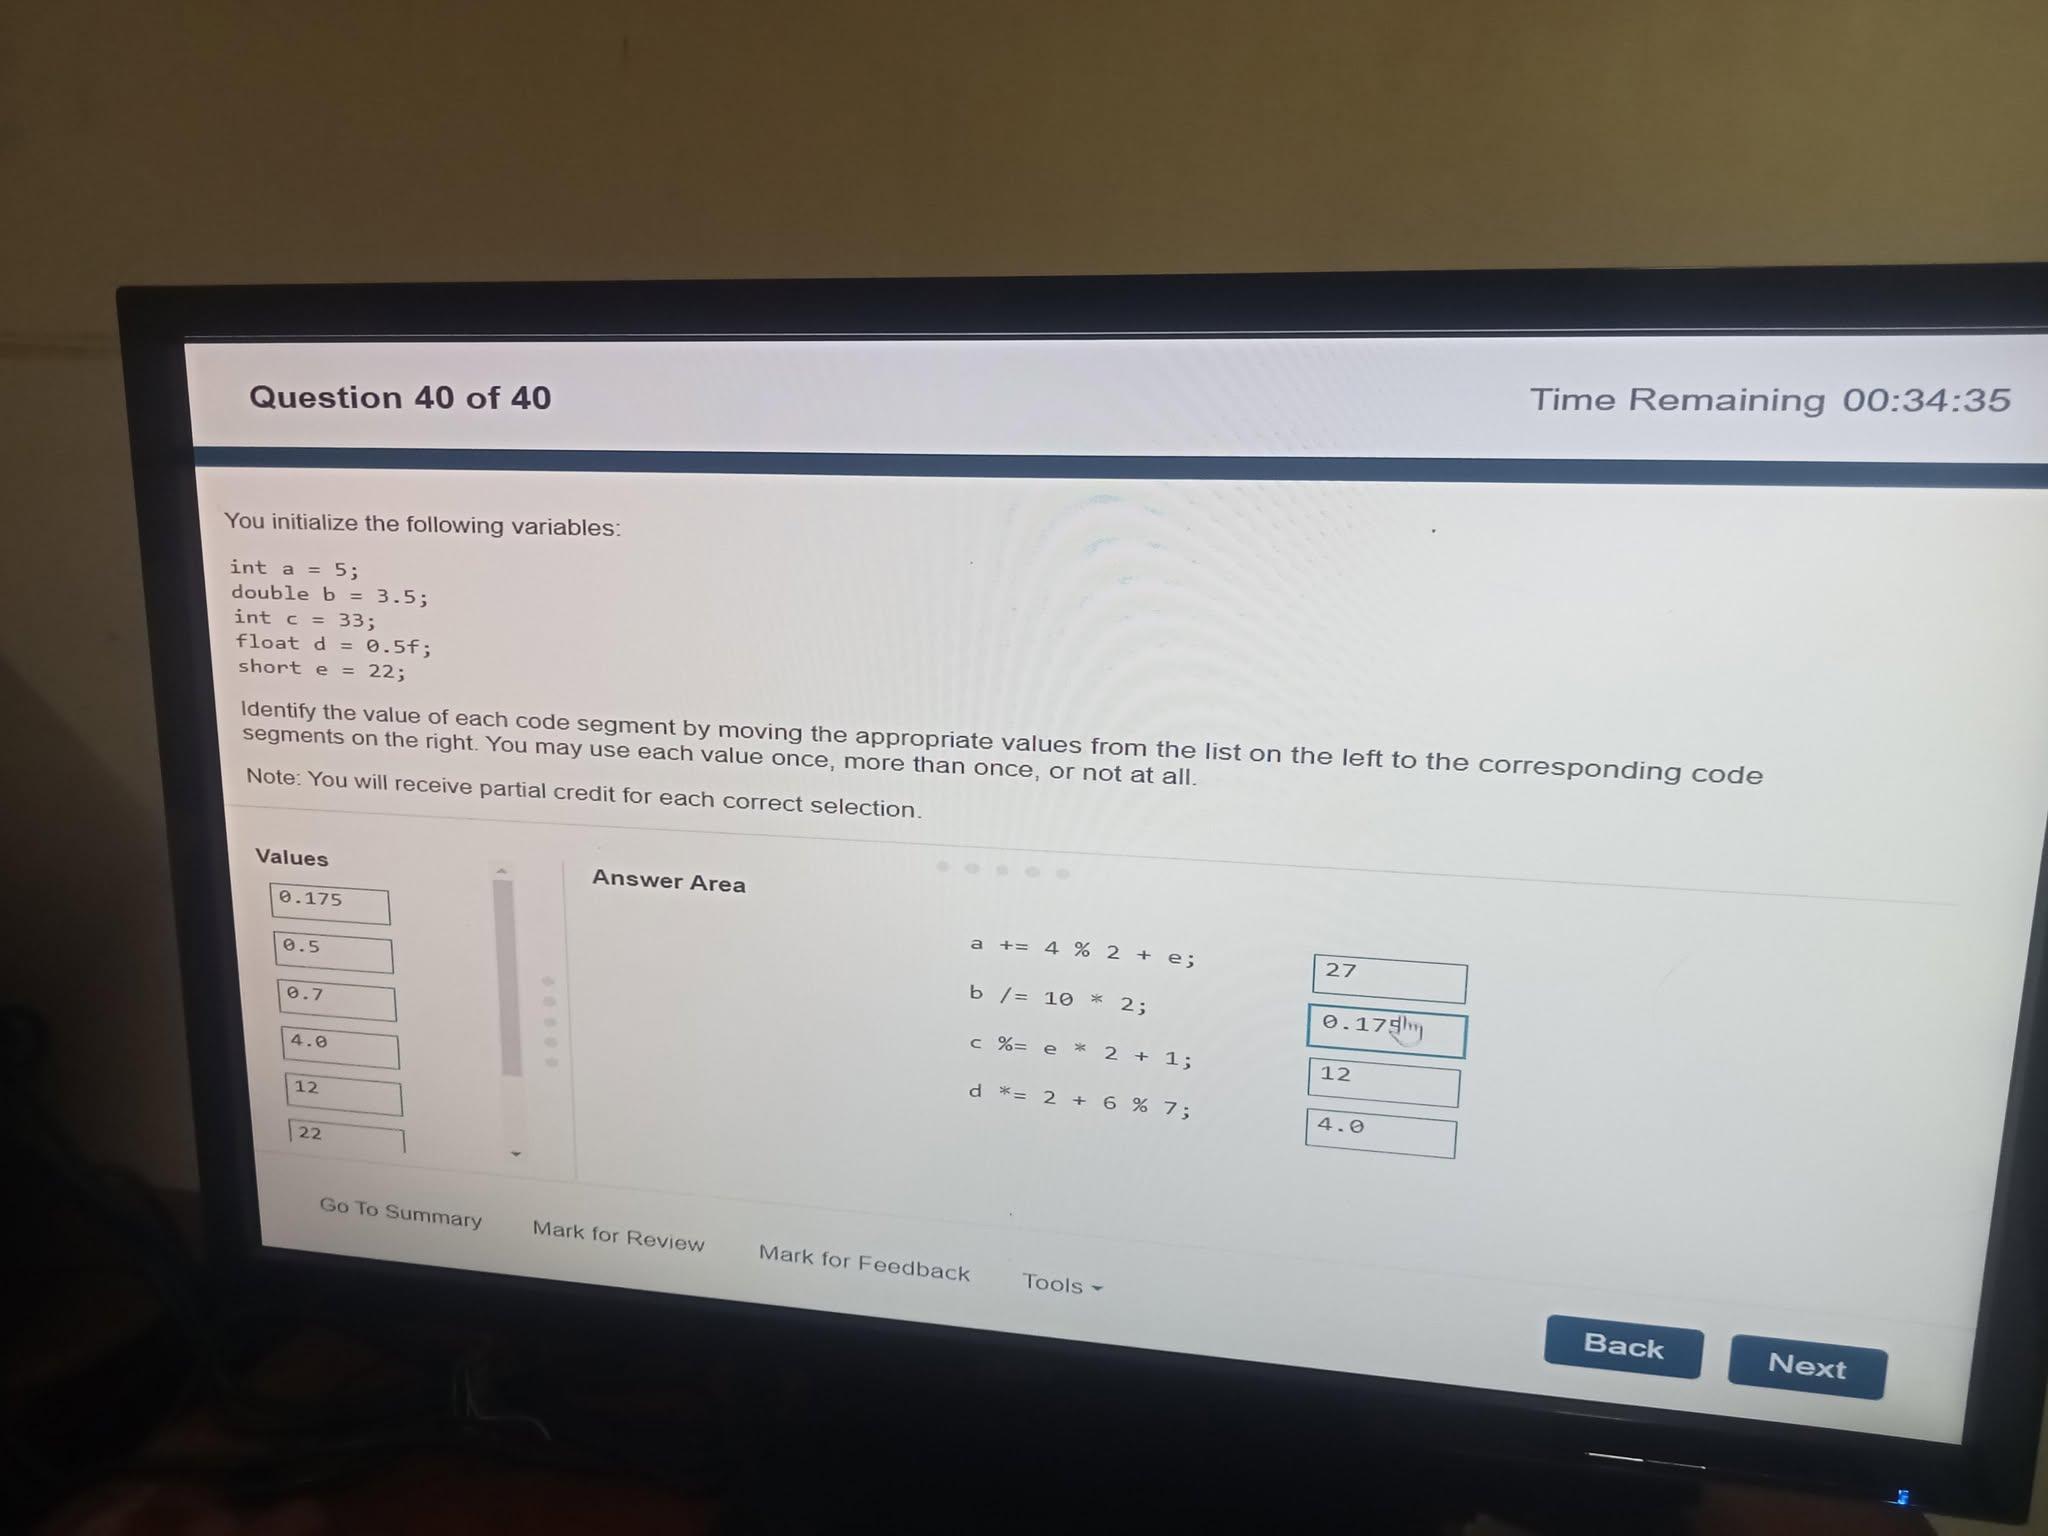 Question 40 of 40
Time Remaining 00:34:35
You initialize the following variables:
int a = 5;
double b = 3.5;
int c = 33;
float d = 0.5f;
short e = 22;
Identify the value of each code segment by moving the appropriate values from the list on the left to the corresponding code
segments on the right. You may use each value once, more than once, or not at all.
Note: You will receive partial credit for each correct selection.
Values
0.175
0.5
0.7
4.0
12
22
Answer Area
a += 4 % 2 + e;
27
b /= 10 * 2;
0.175
c %= e * 2 + 1;
12
d *= 2 + 6 % 7;
4.0
Go To Summary
Mark for Review
Mark for Feedback
Tools
Back
Next